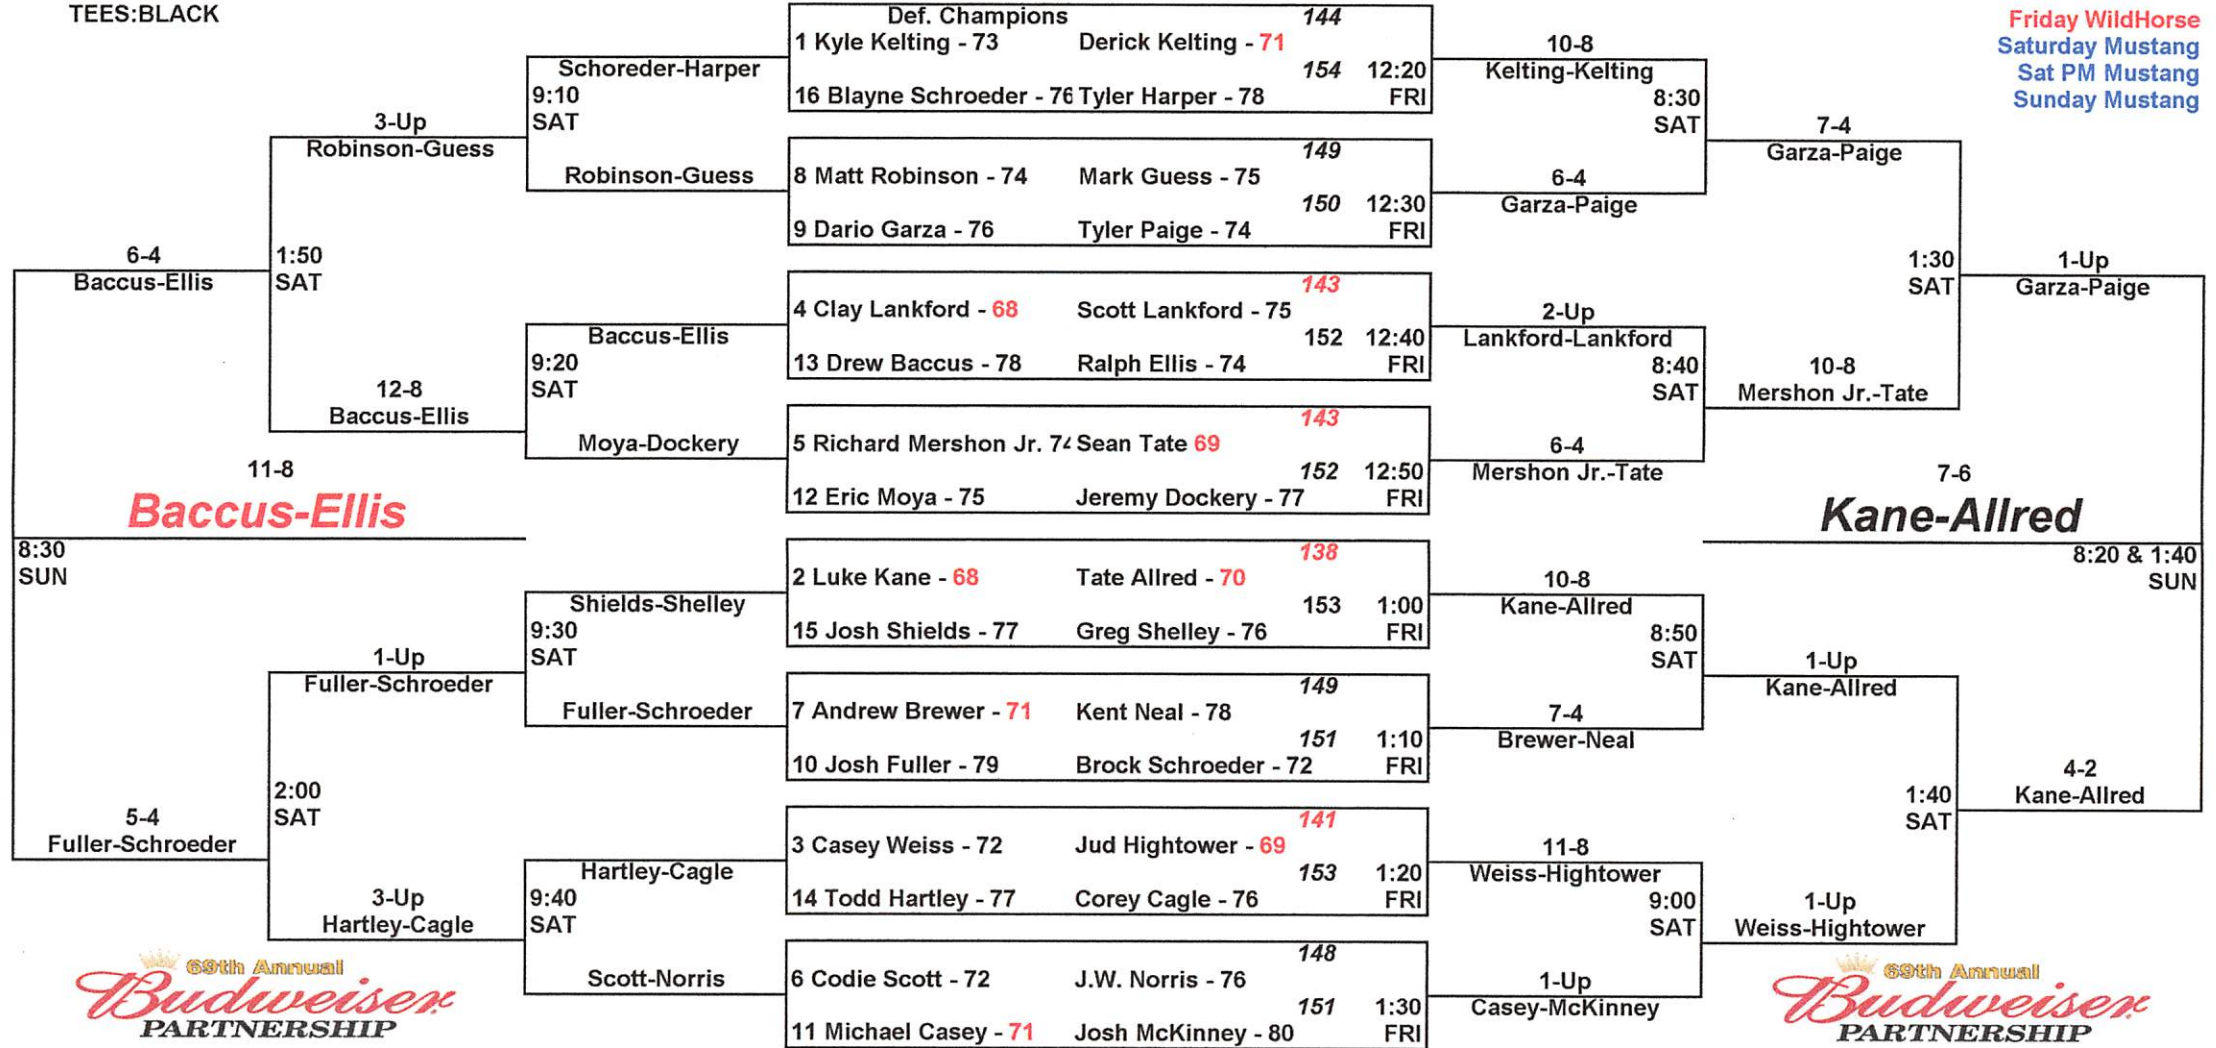 TEES:BLACK
Friday WildHorse
Saturday Mustang
Sat PM Mustang
Sunday Mustang
Def. Champions 144
1 Kyle Kelting - 73 Derick Kelting - 71
154 12:20
16 Blayne Schroeder - 76 Tyler Harper - 78 FRI
149
8 Matt Robinson - 74 Mark Guess - 75
150 12:30
9 Dario Garza - 76 Tyler Paige - 74 FRI
143
4 Clay Lankford - 68 Scott Lankford - 75
152 12:40
13 Drew Baccus - 78 Ralph Ellis - 74 FRI
143
5 Richard Mershon Jr. 74 Sean Tate 69
152 12:50
12 Eric Moya - 75 Jeremy Dockery - 77 FRI
138
2 Luke Kane - 68 Tate Allred - 70
153 1:00
15 Josh Shields - 77 Greg Shelley - 76 FRI
149
7 Andrew Brewer - 71 Kent Neal - 78
151 1:10
10 Josh Fuller - 79 Brock Schroeder - 72 FRI
141
3 Casey Weiss - 72 Jud Hightower - 69
153 1:20
14 Todd Hartley - 77 Corey Cagle - 76 FRI
148
6 Codie Scott - 72 J.W. Norris - 76
151 1:30
11 Michael Casey - 71 Josh McKinney - 80 FRI
Schoreder-Harper
9:10
SAT
Robinson-Guess
Baccus-Ellis
9:20
SAT
Moya-Dockery
Shields-Shelley
9:30
SAT
Fuller-Schroeder
Hartley-Cagle
9:40
SAT
Scott-Norris
3-Up
Robinson-Guess
1:50
SAT
12-8
Baccus-Ellis
1-Up
Fuller-Schroeder
2:00
SAT
3-Up
Hartley-Cagle
6-4
Baccus-Ellis
11-8
Baccus-Ellis
8:30
SUN
5-4
Fuller-Schroeder
10-8
Kelting-Kelting
8:30
SAT
6-4
Garza-Paige
2-Up
Lankford-Lankford
8:40
SAT
6-4
Mershon Jr.-Tate
10-8
Kane-Allred
8:50
SAT
7-4
Brewer-Neal
11-8
Weiss-Hightower
9:00
SAT
1-Up
Casey-McKinney
7-4
Garza-Paige
1:30
SAT
10-8
Mershon Jr.-Tate
1-Up
Kane-Allred
1:40
SAT
1-Up
Weiss-Hightower
1-Up
Garza-Paige
7-6
Kane-Allred
8:20 & 1:40
SUN
4-2
Kane-Allred
69th Annual
Budweiser
PARTNERSHIP
69th Annual
Budweiser
PARTNERSHIP